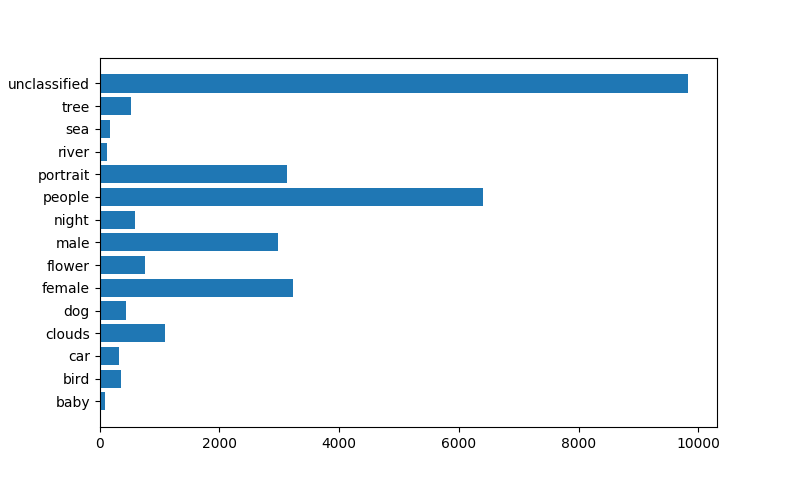 unclassified
tree
sea
river
portrait
people
night
male
flower
female
dog
clouds
car
bird
baby
0 2000 4000 6000 8000 10000